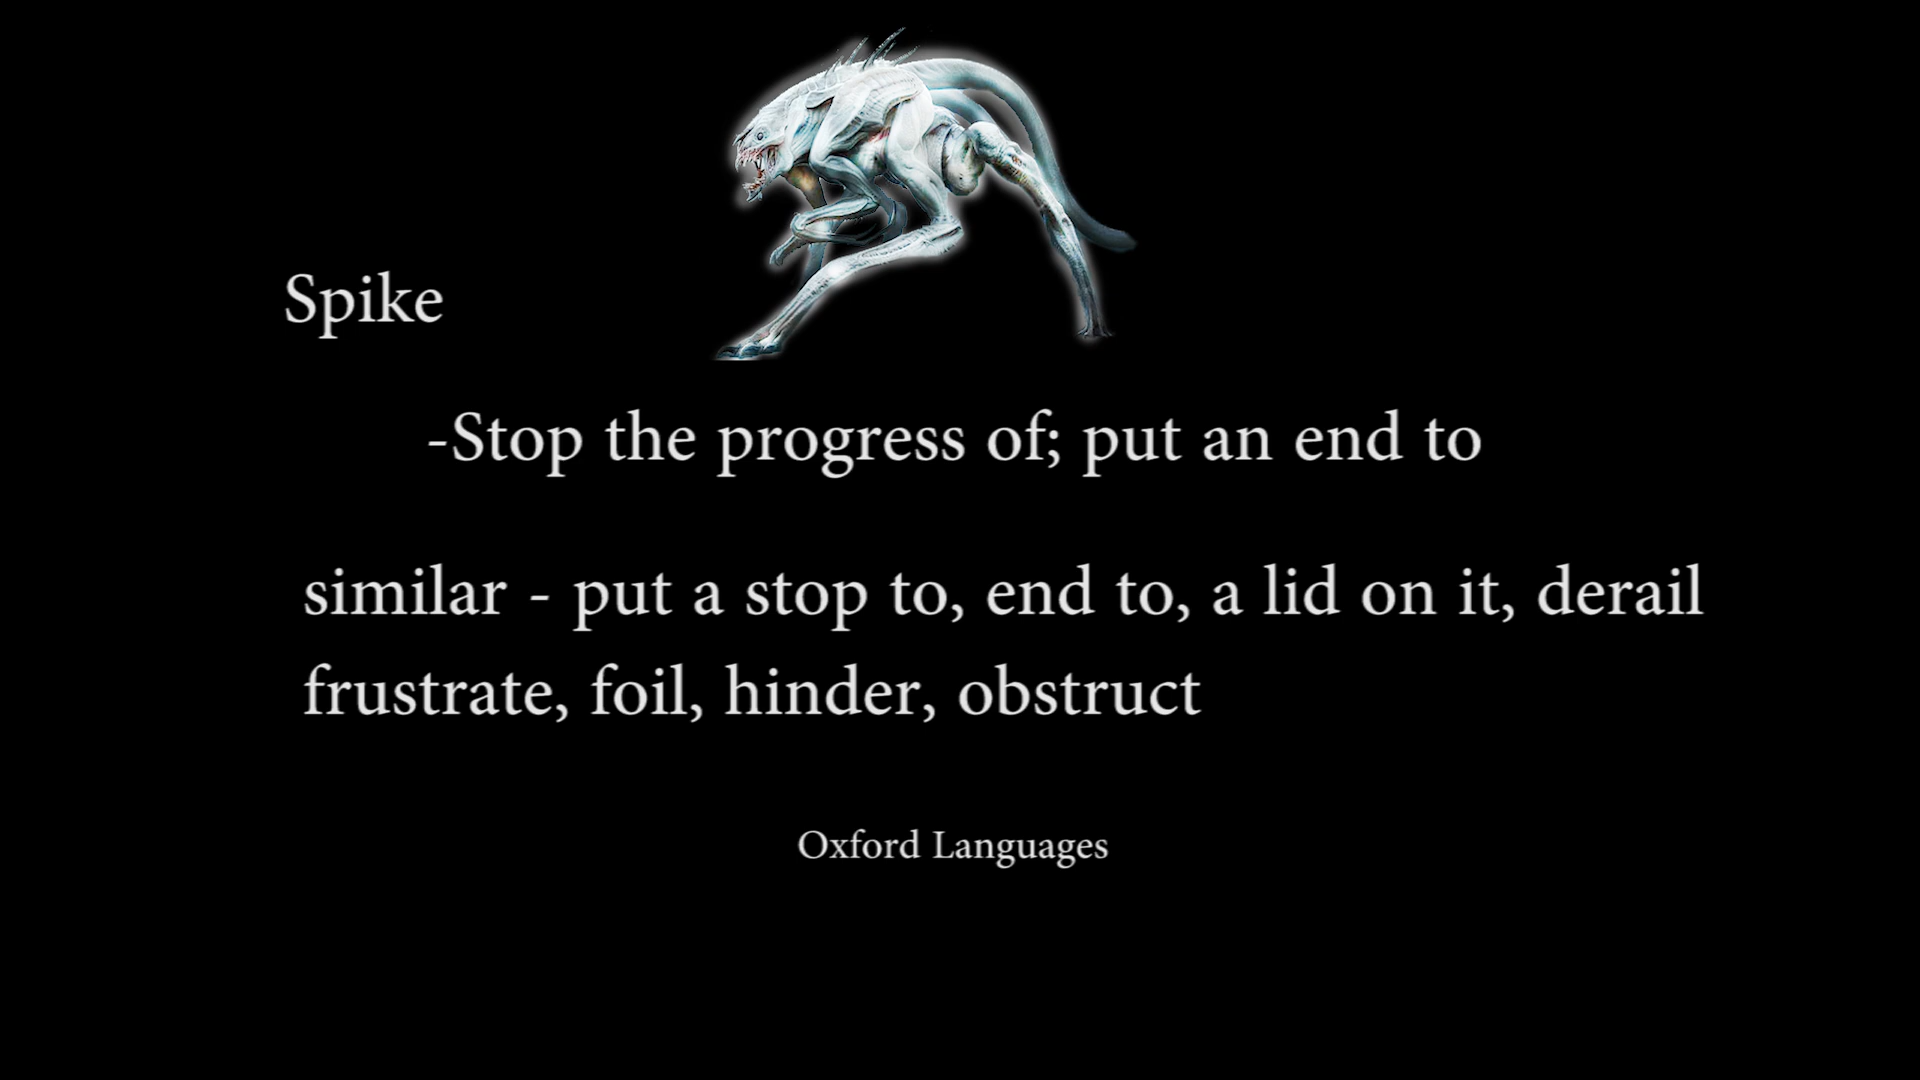 Spike
-Stop the progress of; put an end to
similar - put a stop to, end to, a lid on it, derail
frustrate, foil, hinder, obstruct
Oxford Languages